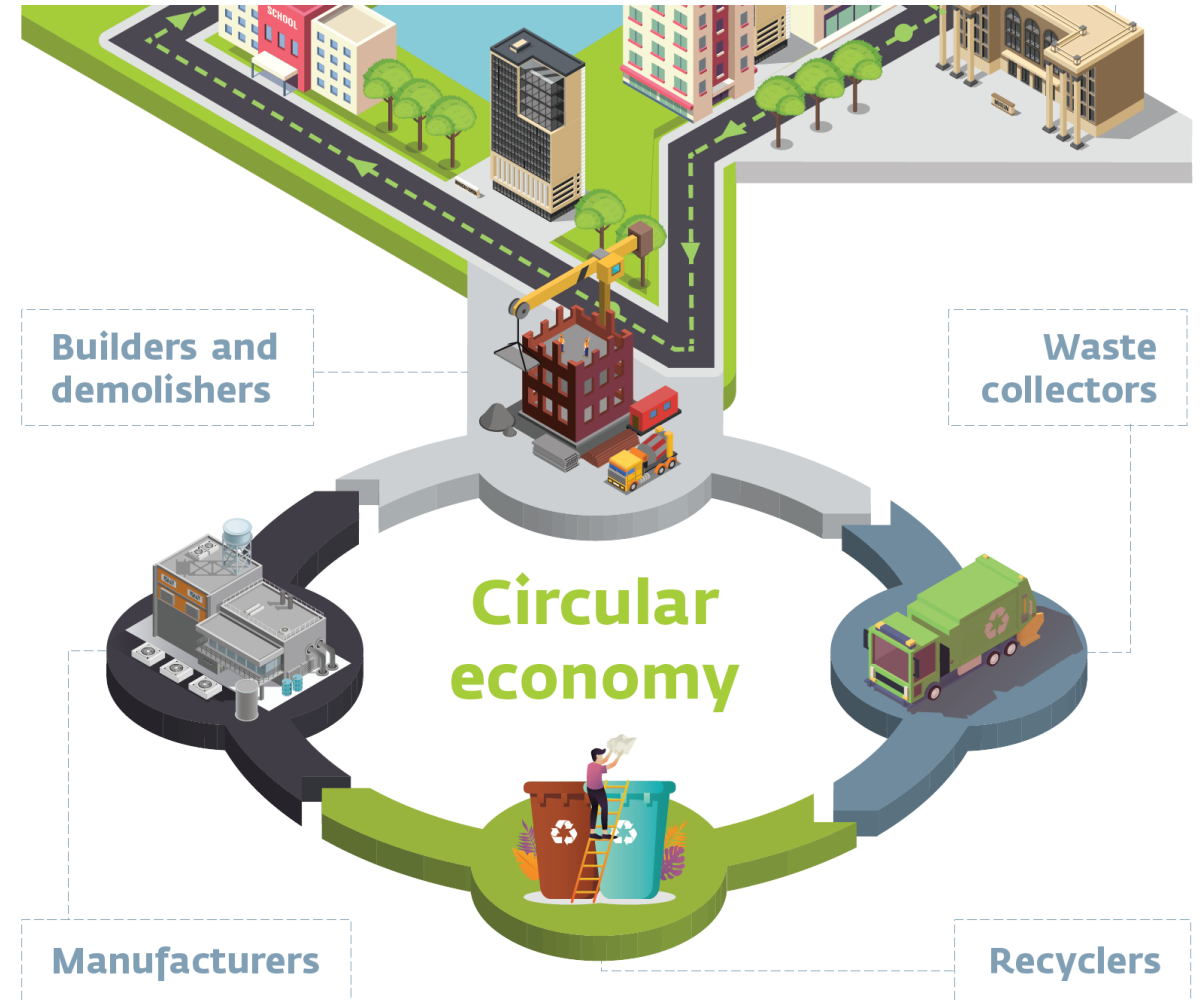 SCHOOL
Builders and
demolishers
Waste
collectors
Circular
economy
Manufacturers
Recyclers